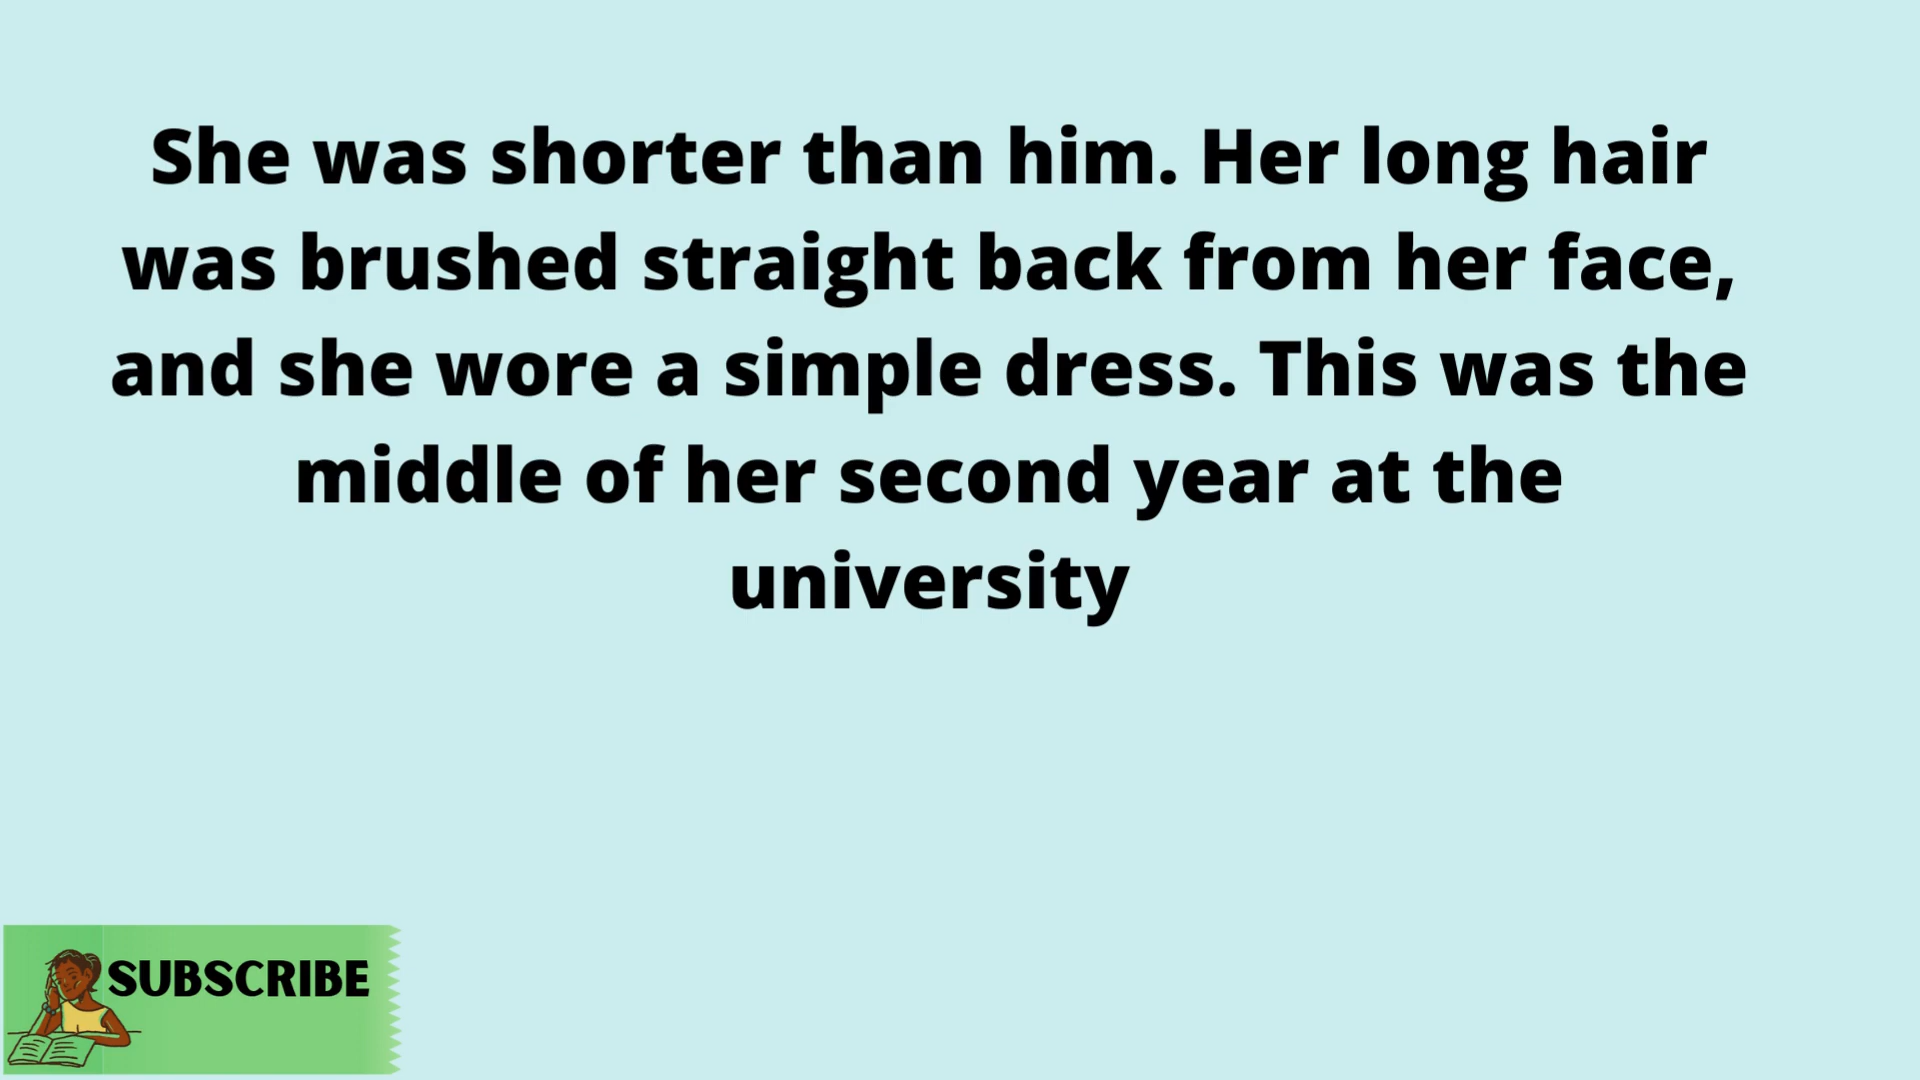 She was shorter than him. Her long hair
was brushed straight back from her face,
and she wore a simple dress. This was the
middle of her second year at the
university
SUBSCRIBE